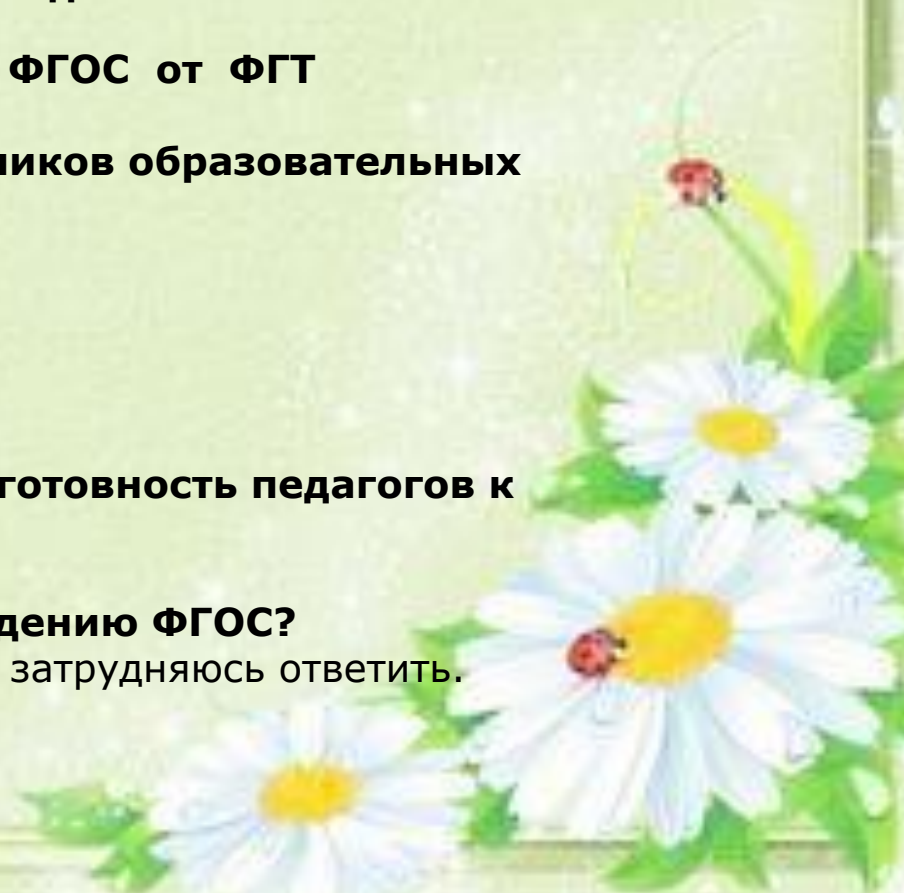 ФГОС от ФГТ
ников образовательных
готовность педагогов к
дению ФГОС?
затрудняюсь ответить.